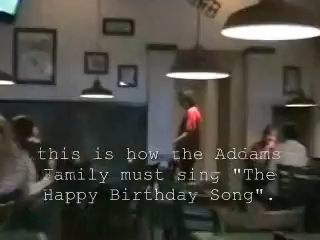 this is how the Addams
Family must sing "The
Happy Birthday Song".